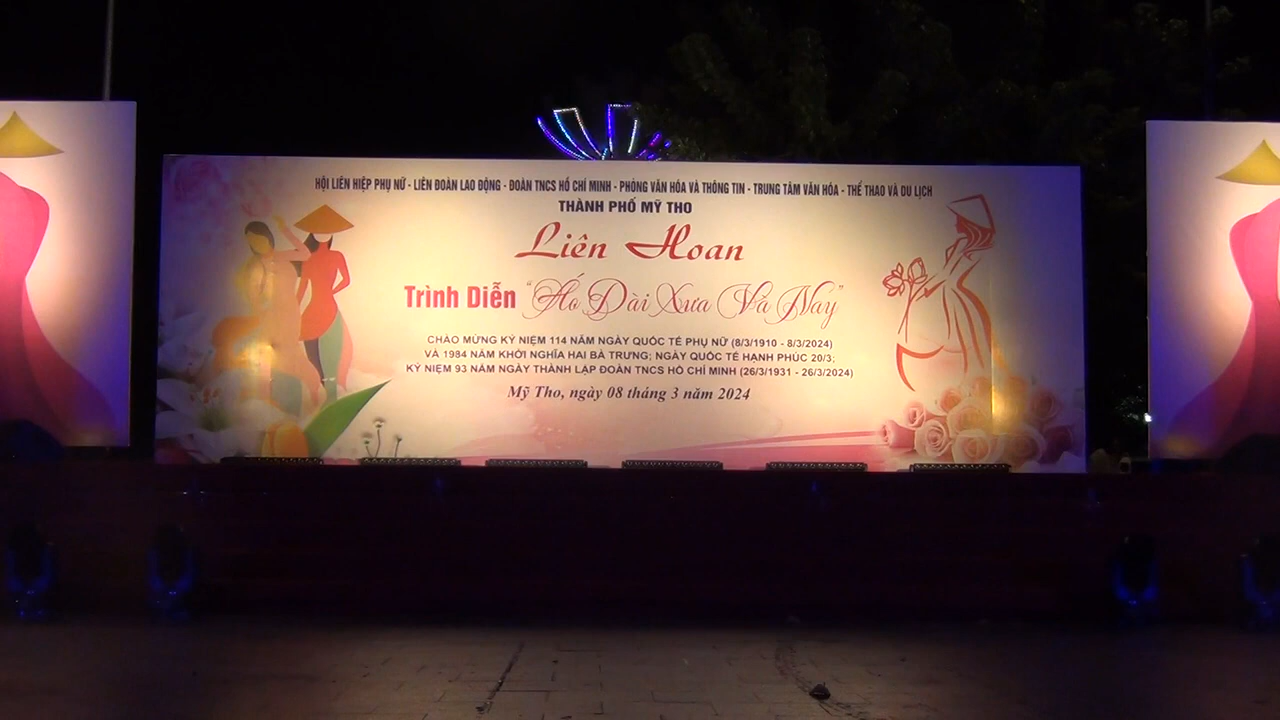 HỘI LIÊN HIỆP PHỤ NỮ - LIÊN ĐOÀN LAO ĐỘNG - ĐOÀN TNCS HỒ CHÍ MINH - PHÒNG VĂN HÓA VÀ THÔNG TIN - TRUNG TÂM VĂN HÓA - THỂ THAO VÀ DU LỊCH
THÀNH PHỐ MỸ THO
Liên Hoan
Trình Diễn "Áo Dài Xưa Và Nay"
CHÀO MỪNG KỶ NIỆM 114 NĂM NGÀY QUỐC TẾ PHỤ NỮ (8/3/1910 - 8/3/2024)
VÀ 1984 NĂM KHỞI NGHĨA HAI BÀ TRƯNG; NGÀY QUỐC TẾ HẠNH PHÚC 20/3;
KỶ NIỆM 93 NĂM NGÀY THÀNH LẬP ĐOÀN TNCS HỒ CHÍ MINH (26/3/1931 - 26/3/2024)
Mỹ Tho, ngày 08 tháng 3 năm 2024